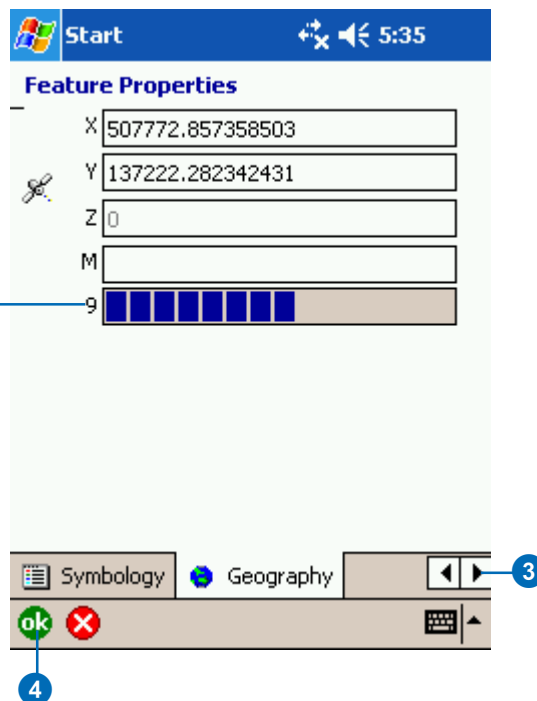 Start 5:35
Feature Properties
X 507772.857358503
Y 137222.282342431
Z 0
M
9
Symbology Geography
3
ok
4